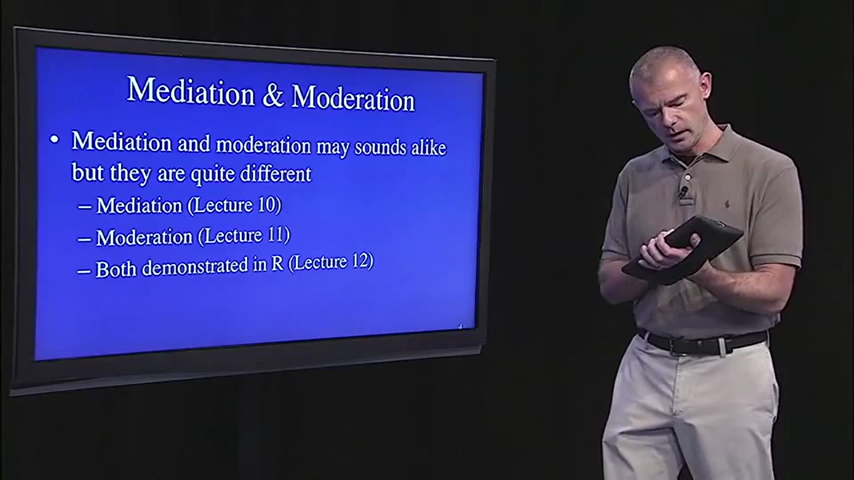 Mediation & Moderation
• Mediation and moderation may sounds alike
but they are quite different
– Mediation (Lecture 10)
– Moderation (Lecture 11)
– Both demonstrated in R (Lecture 12)
4